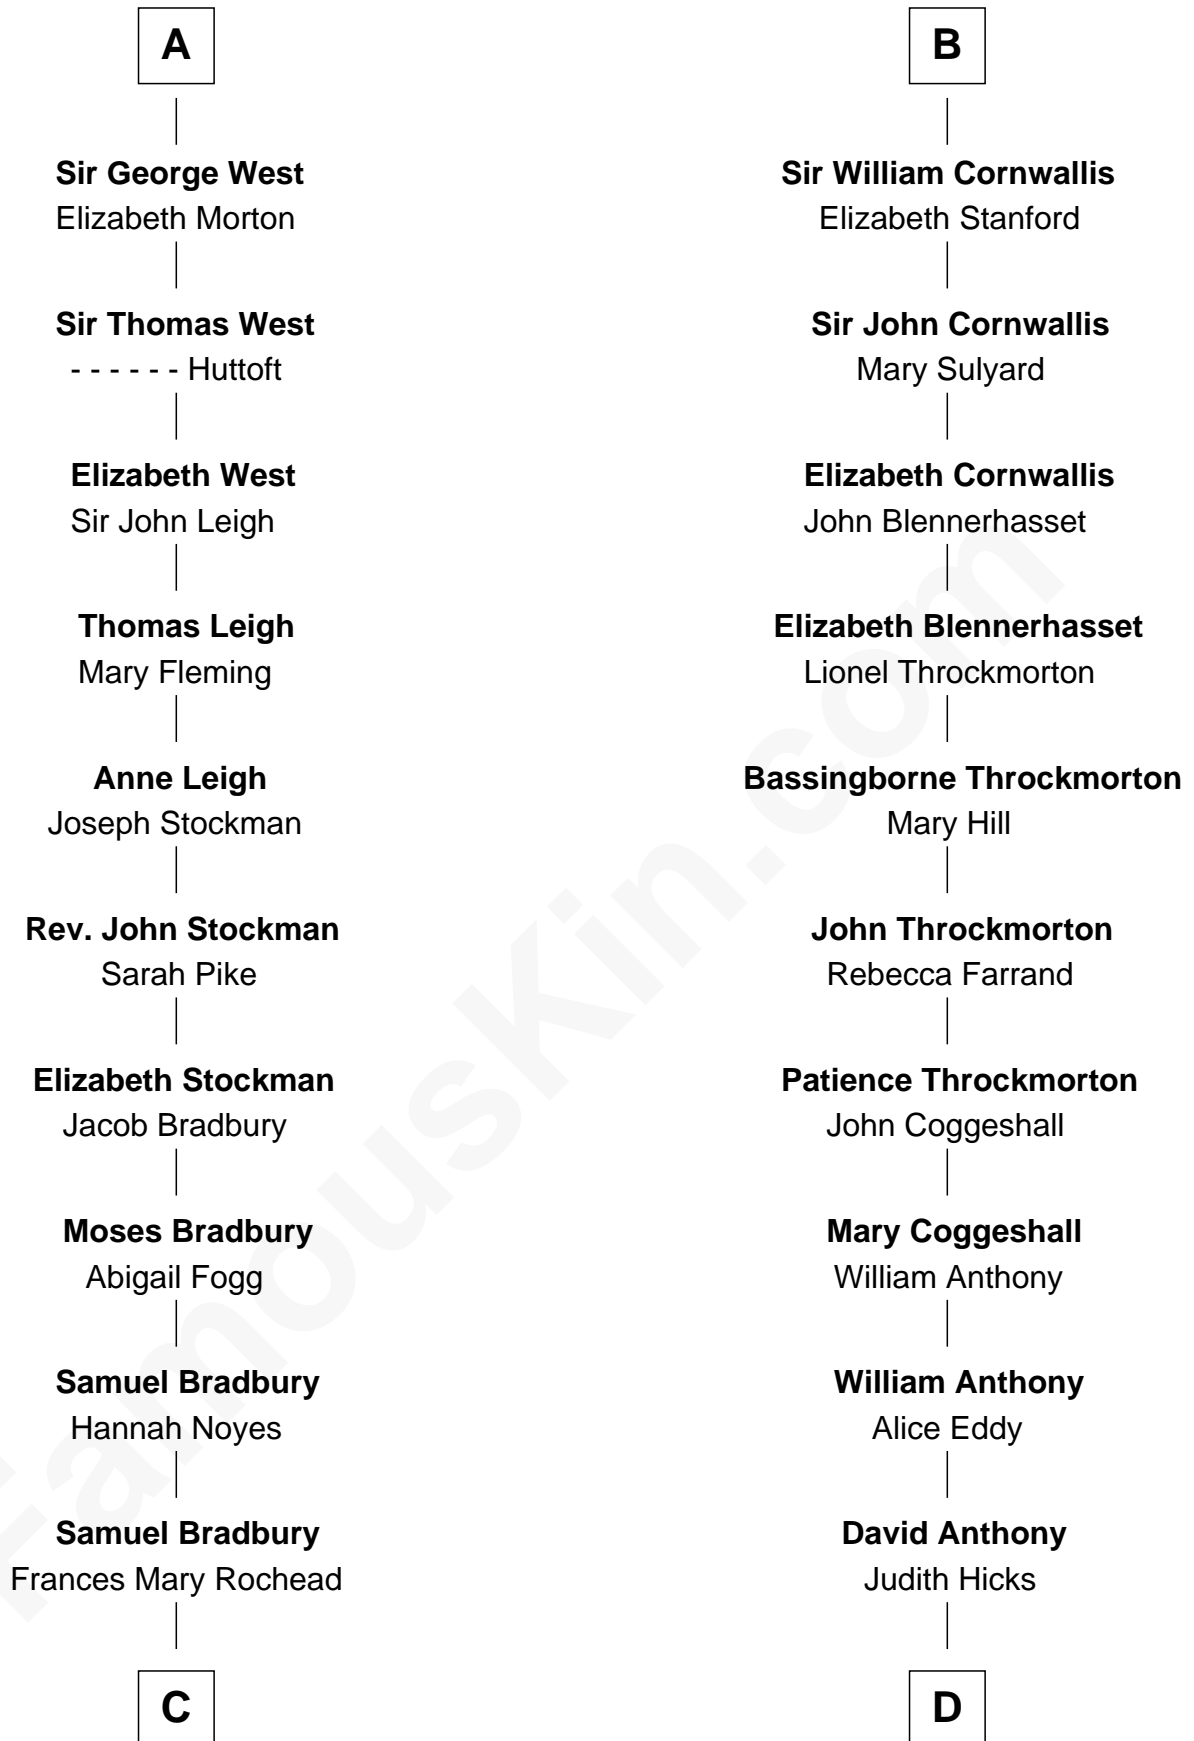 A
Sir George West
Elizabeth Morton
Sir Thomas West
- - - - - - Huttoft
Elizabeth West
Sir John Leigh
Thomas Leigh
Mary Fleming
Anne Leigh
Joseph Stockman
Rev. John Stockman
Sarah Pike
Elizabeth Stockman
Jacob Bradbury
Moses Bradbury
Abigail Fogg
Samuel Bradbury
Hannah Noyes
Samuel Bradbury
Frances Mary Rochead
C
B
Sir William Cornwallis
Elizabeth Stanford
Sir John Cornwallis
Mary Sulyard
Elizabeth Cornwallis
John Blennerhasset
Elizabeth Blennerhasset
Lionel Throckmorton
Bassingborne Throckmorton
Mary Hill
John Throckmorton
Rebecca Farrand
Patience Throckmorton
John Coggeshall
Mary Coggeshall
William Anthony
William Anthony
Alice Eddy
David Anthony
Judith Hicks
D
FamousKin.com